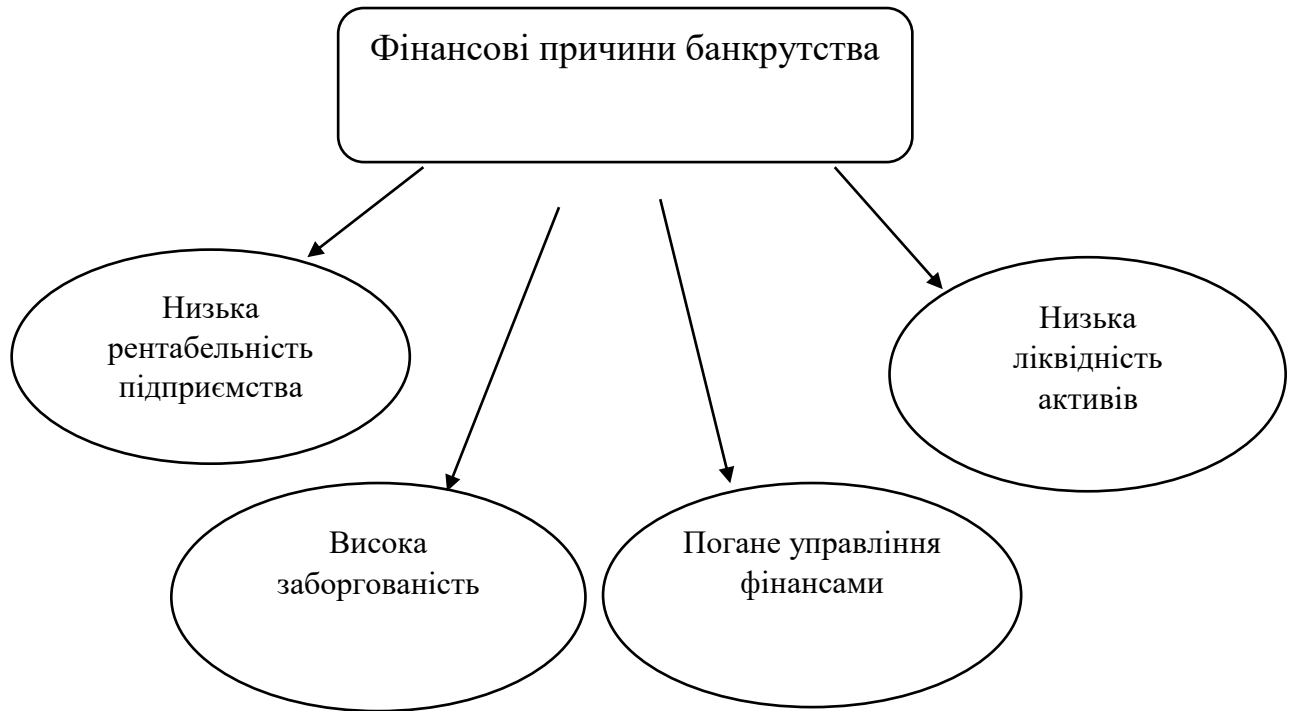 Фінансові причини банкрутства
Низька
рентабельність
підприємства
Низька
ліквідність
активів
Висока
заборгованість
Погане управління
фінансами